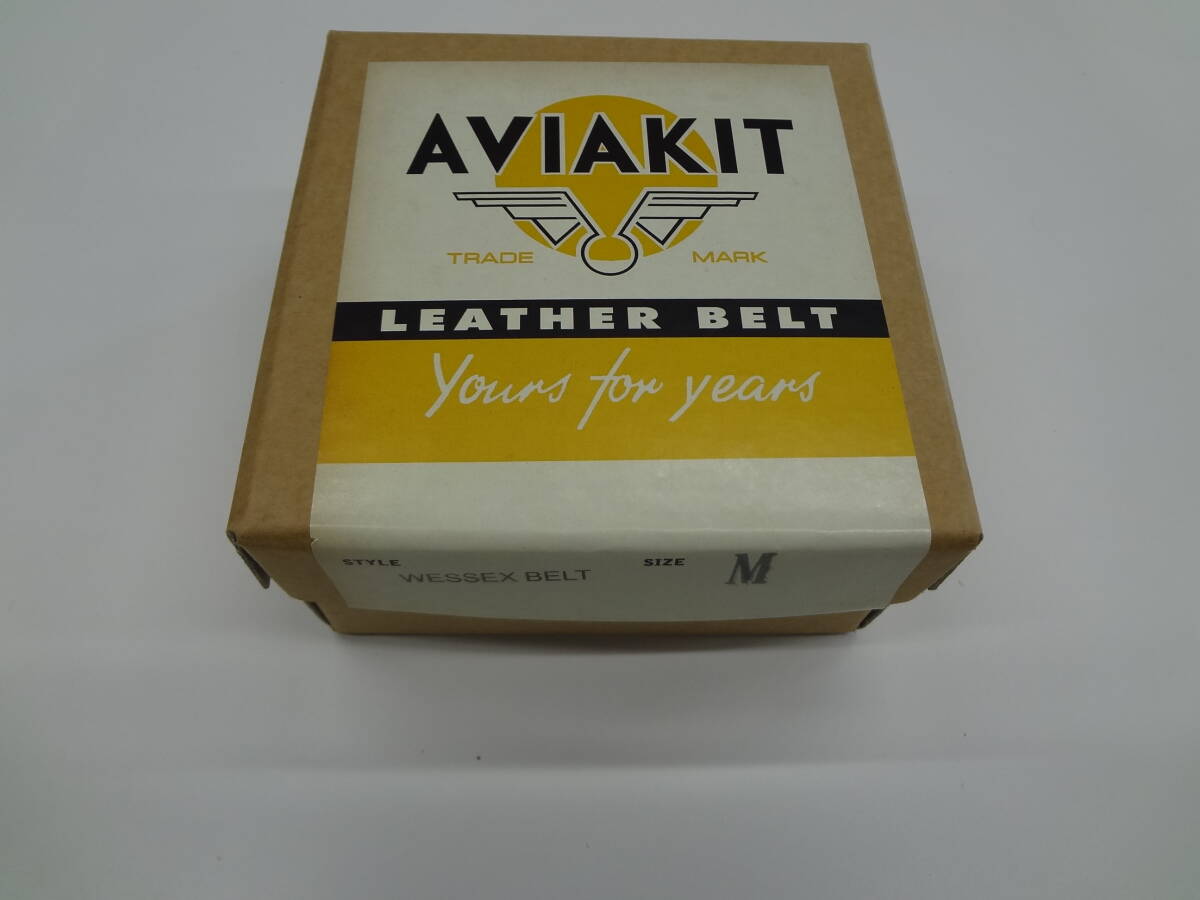 AVIAKIT
TRADE MARK
LEATHER BELT
Yours for years
STYLE WESSEX BELT SIZE M